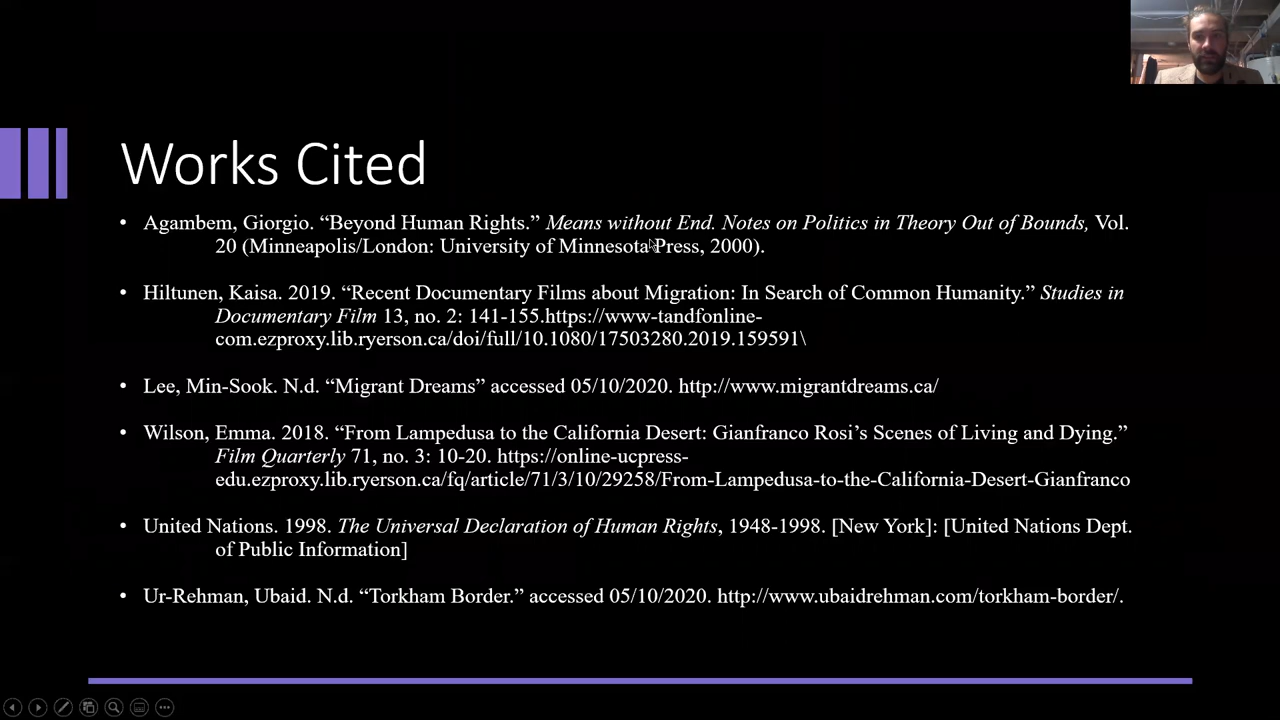 Works Cited
• Agambem, Giorgio. “Beyond Human Rights.” Means without End. Notes on Politics in Theory Out of Bounds, Vol.
20 (Minneapolis/London: University of Minnesota Press, 2000).
• Hiltunen, Kaisa. 2019. “Recent Documentary Films about Migration: In Search of Common Humanity.” Studies in
Documentary Film 13, no. 2: 141-155.https://www-tandfonline-
com.ezproxy.lib.ryerson.ca/doi/full/10.1080/17503280.2019.159591\
• Lee, Min-Sook. N.d. “Migrant Dreams” accessed 05/10/2020. http://www.migrantdreams.ca/
• Wilson, Emma. 2018. “From Lampedusa to the California Desert: Gianfranco Rosi’s Scenes of Living and Dying.”
Film Quarterly 71, no. 3: 10-20. https://online-ucpress-
edu.ezproxy.lib.ryerson.ca/fq/article/71/3/10/29258/From-Lampedusa-to-the-California-Desert-Gianfranco
• United Nations. 1998. The Universal Declaration of Human Rights, 1948-1998. [New York]: [United Nations Dept.
of Public Information]
• Ur-Rehman, Ubaid. N.d. “Torkham Border.” accessed 05/10/2020. http://www.ubaidrehman.com/torkham-border/.